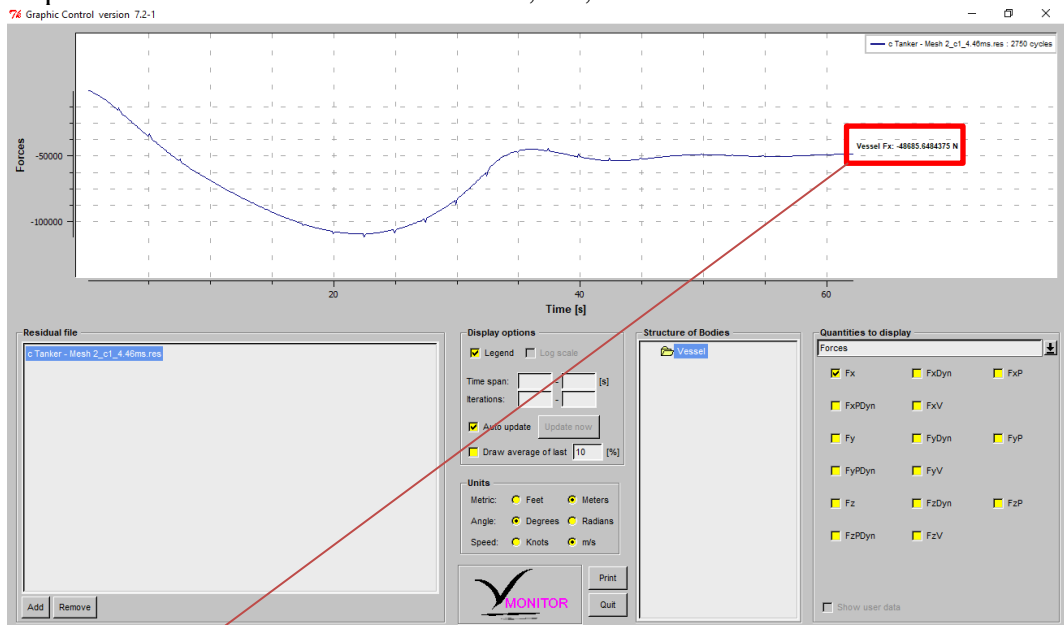 Graphic Control version 7.2-1
c Tanker - Mesh 2_c1_4.46ms.res : 2750 cycles
Forces
-50000
-100000
Vessel Fx: -48685.6484375 N
20
40
60
Time [s]
Residual file
c Tanker - Mesh 2_c1_4.46ms.res
Add Remove
Display options
Legend Log scale
Time span: - [s]
Iterations: -
Auto update Update now
Draw average of last 10 [%]
Units
Metric: Feet Meters
Angle: Degrees Radians
Speed: Knots m/s
MONITOR
Print
Quit
Structure of Bodies
Vessel
Quantities to display
Forces
Fx FxDyn FxP
FxPDyn FxV
Fy FyDyn FyP
FyPDyn FyV
Fz FzDyn FzP
FzPDyn FzV
Show user data